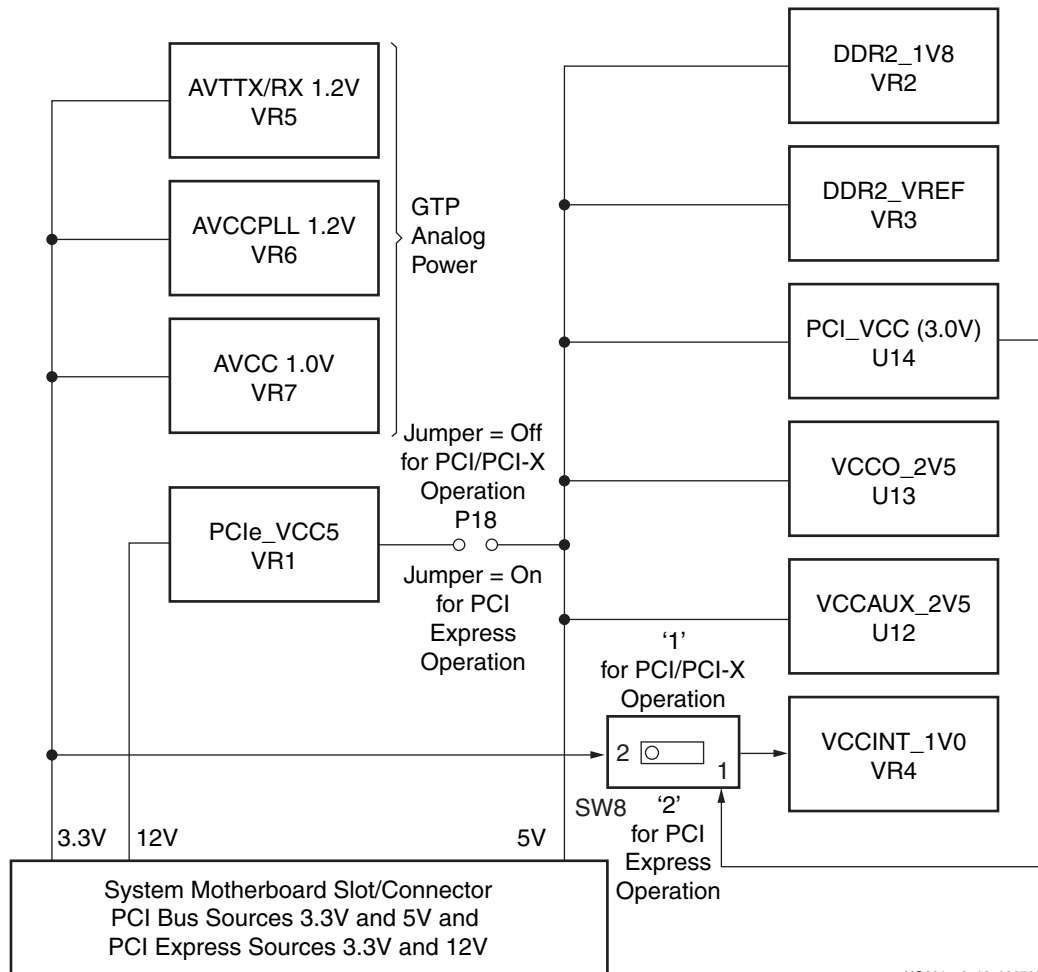 AVTTX/RX 1.2V
VR5
AVCCPLL 1.2V
VR6
AVCC 1.0V
VR7
GTP
Analog
Power
PCIe_VCC5
VR1
Jumper = Off
for PCI/PCI-X
Operation
P18
Jumper = On
for PCI
Express
Operation
DDR2_1V8
VR2
DDR2_VREF
VR3
PCI_VCC (3.0V)
U14
VCCO_2V5
U13
VCCAUX_2V5
U12
‘1’
for PCI/PCI-X
Operation
2
1
SW8
‘2’
for PCI
Express
Operation
VCCINT_1V0
VR4
3.3V
12V
5V
System Motherboard Slot/Connector
PCI Bus Sources 3.3V and 5V and
PCI Express Sources 3.3V and 12V